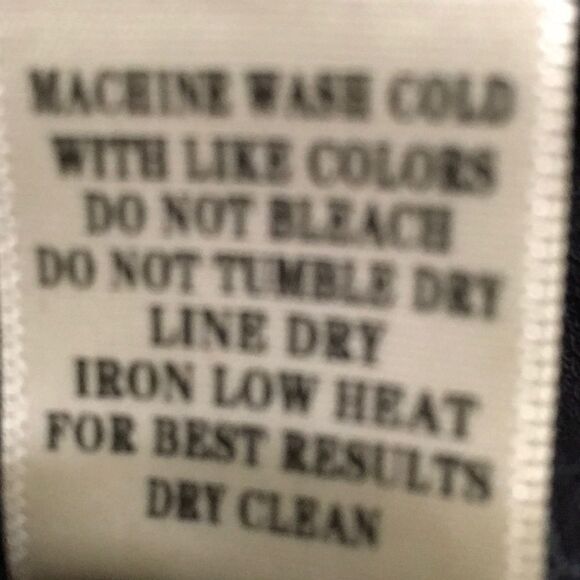 MACHINE WASH COLD
WITH LIKE COLORS
DO NOT BLEACH
DO NOT TUMBLE DRY
LINE DRY
IRON LOW HEAT
FOR BEST RESULTS
DRY CLEAN